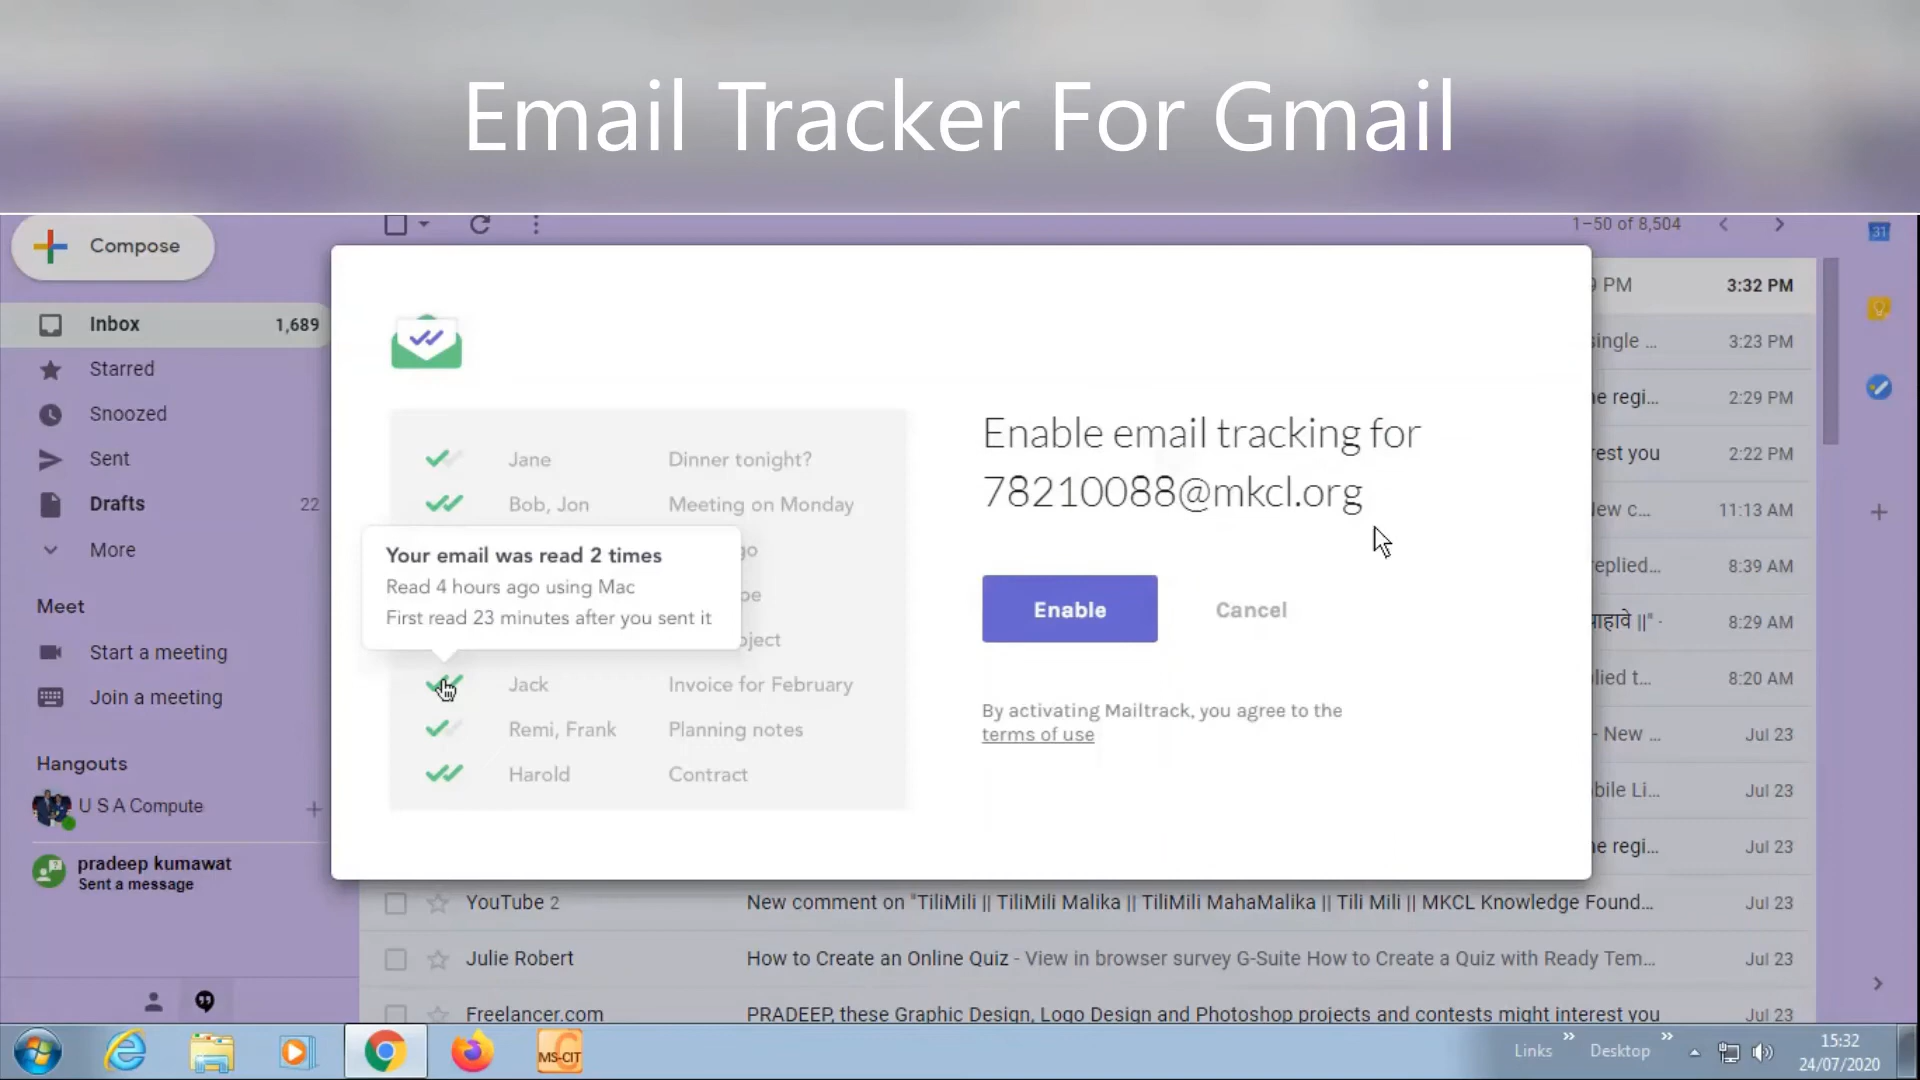 Email Tracker For Gmail
1–50 of 8,504
31
Compose
Inbox 1,689
Starred
Snoozed
Sent
Drafts 22
More
Meet
Start a meeting
Join a meeting
Hangouts
U S A Compute
pradeep kumawat
Sent a message
Jane Dinner tonight?
Bob, Jon Meeting on Monday
Your email was read 2 times
Read 4 hours ago using Mac
First read 23 minutes after you sent it
Jack Invoice for February
Remi, Frank Planning notes
Harold Contract
Enable email tracking for
78210088@mkcl.org
Enable Cancel
By activating Mailtrack, you agree to the
terms of use
PM 3:32 PM
single ... 3:23 PM
regi... 2:29 PM
you 2:22 PM
c... 11:13 AM
replied... 8:39 AM
8:29 AM
t... 8:20 AM
- New ... Jul 23
Li... Jul 23
regi... Jul 23
YouTube 2 New comment on "TiliMili || TiliMili Malika || TiliMili MahaMalika || Tili Mili || MKCL Knowledge Found... Jul 23
Julie Robert How to Create an Online Quiz - View in browser survey G-Suite How to Create a Quiz with Ready Tem... Jul 23
Freelancer.com PRADEEP, these Graphic Design, Logo Design and Photoshop projects and contests might interest you Jul 23
MS-CIT
Links » Desktop » 15:32
24/07/2020